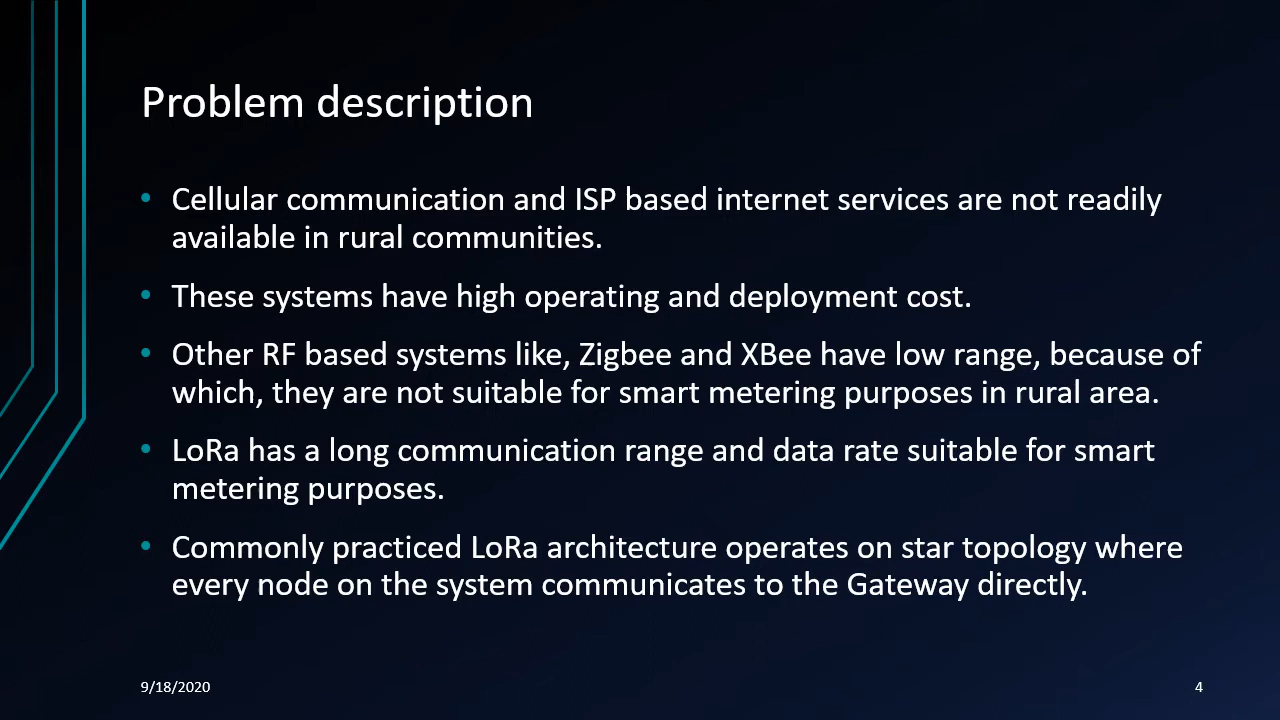 Problem description
• Cellular communication and ISP based internet services are not readily
available in rural communities.
• These systems have high operating and deployment cost.
• Other RF based systems like, Zigbee and XBee have low range, because of
which, they are not suitable for smart metering purposes in rural area.
• LoRa has a long communication range and data rate suitable for smart
metering purposes.
• Commonly practiced LoRa architecture operates on star topology where
every node on the system communicates to the Gateway directly.
9/18/2020
4